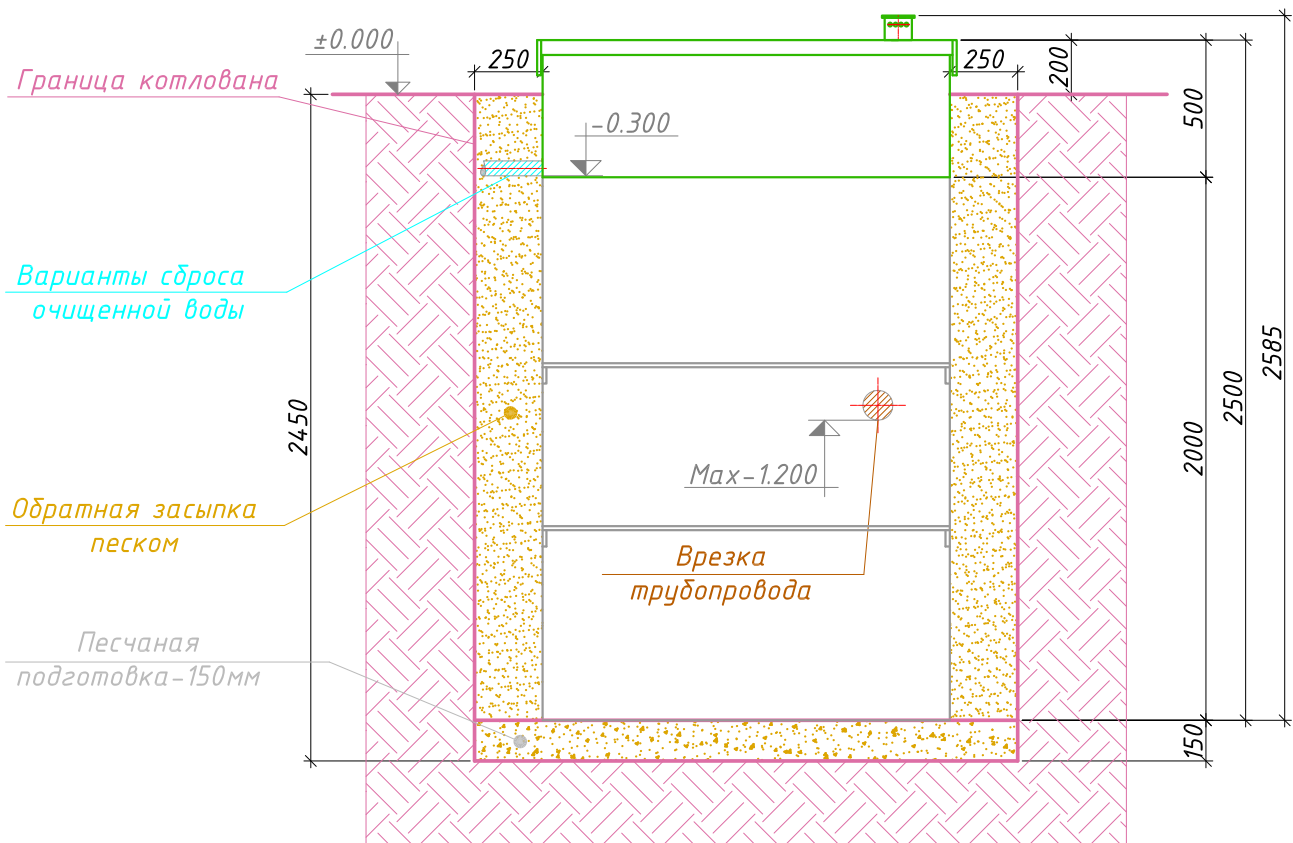 ±0.000
250
250
200
Граница котлована
500
-0.300
Варианты сброса
очищенной воды
2585
2500
2450
2000
Max-1.200
Обратная засыпка
песком
Врезка
трубопровода
Песчаная
подготовка-150мм
150